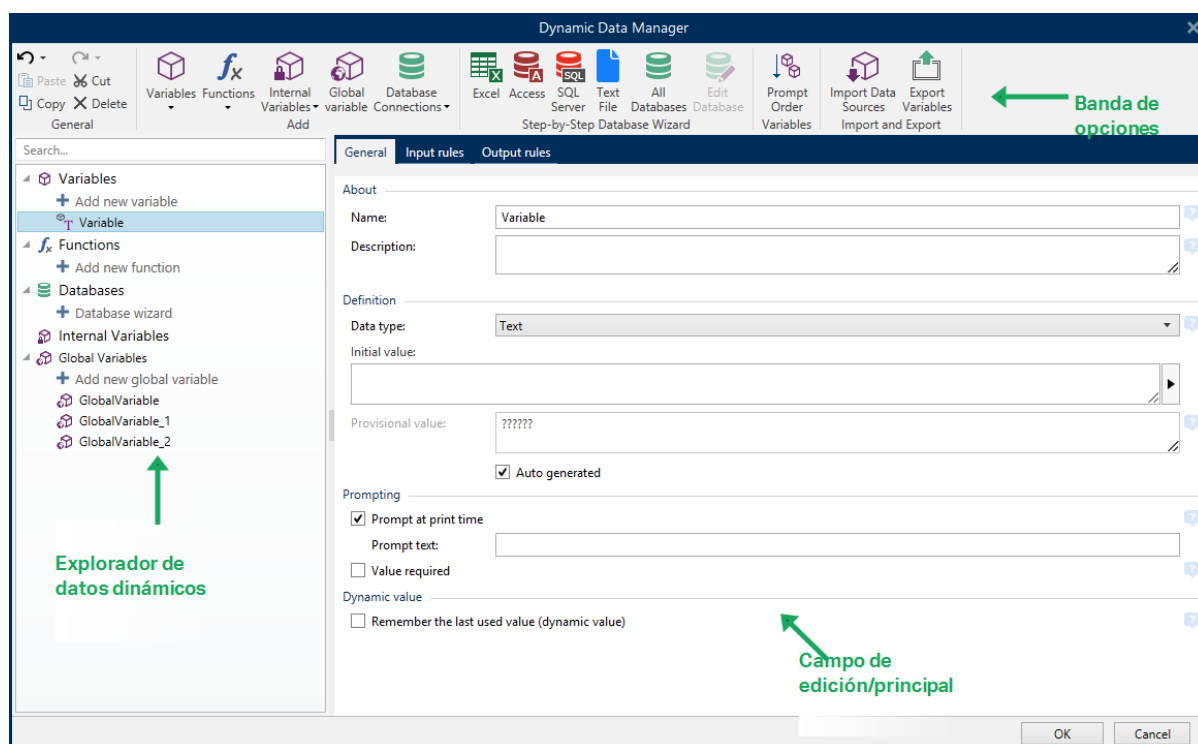 Dynamic Data Manager
Paste Cut
Copy Delete
General
Variables Functions Internal Variables Global variable Database Connections
Add
Excel Access SQL Server Text File All Databases Edit Database
Step-by-Step Database Wizard
Prompt Order
Variables
Import Data Sources Export Variables
Import and Export
Banda de
opciones
Search...
Variables
Add new variable
Variable
Functions
Add new function
Databases
Database wizard
Internal Variables
Global Variables
Add new global variable
GlobalVariable
GlobalVariable_1
GlobalVariable_2
Explorador de
datos dinámicos
General Input rules Output rules
About
Name: Variable
Description:
Definition
Data type: Text
Initial value:
Provisional value: ??????
Auto generated
Prompting
Prompt at print time
Prompt text:
Value required
Dynamic value
Remember the last used value (dynamic value)
Campo de
edición/principal
OK Cancel